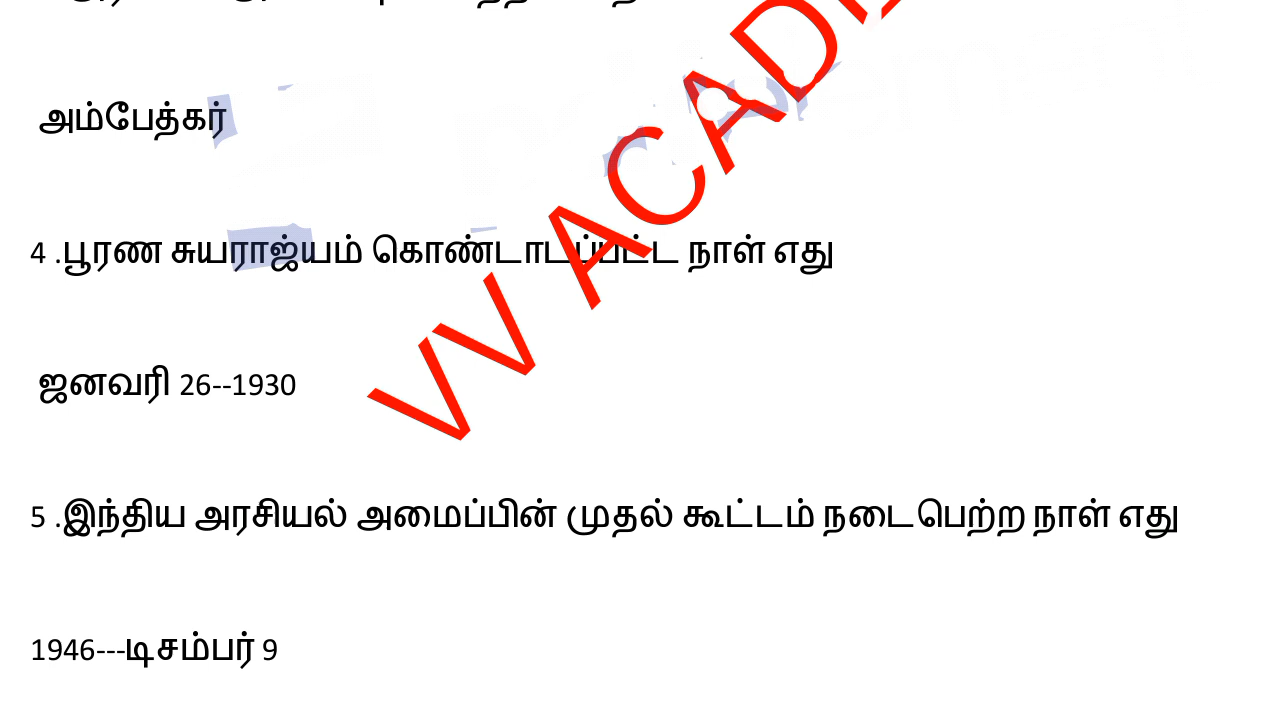 அம்பேத்கர்
4 .பூரண சுயராஜ்யம் கொண்டாடப்பட்ட நாள் எது
ஜனவரி 26--1930
5 .இந்திய அரசியல் அமைப்பின் முதல் கூட்டம் நடைபெற்ற நாள் எது
1946---டிசம்பர் 9
VV ACAD